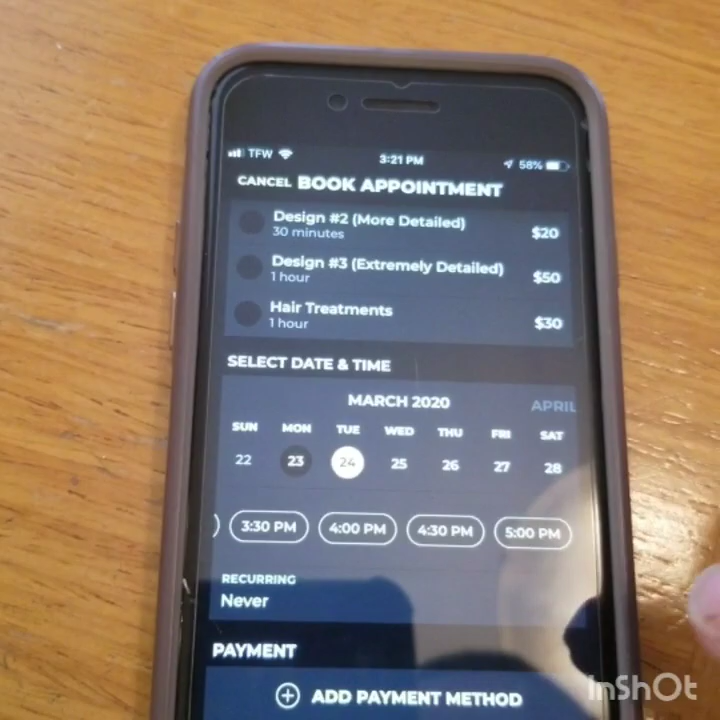 TFW 3:21 PM 58%
CANCEL BOOK APPOINTMENT
Design #2 (More Detailed)
30 minutes $20
Design #3 (Extremely Detailed)
1 hour $50
Hair Treatments
1 hour $30
SELECT DATE & TIME
MARCH 2020 APRIL
SUN MON TUE WED THU FRI SAT
22 23 24 25 26 27 28
3:30 PM 4:00 PM 4:30 PM 5:00 PM
RECURRING
Never
PAYMENT
ADD PAYMENT METHOD
InShOt